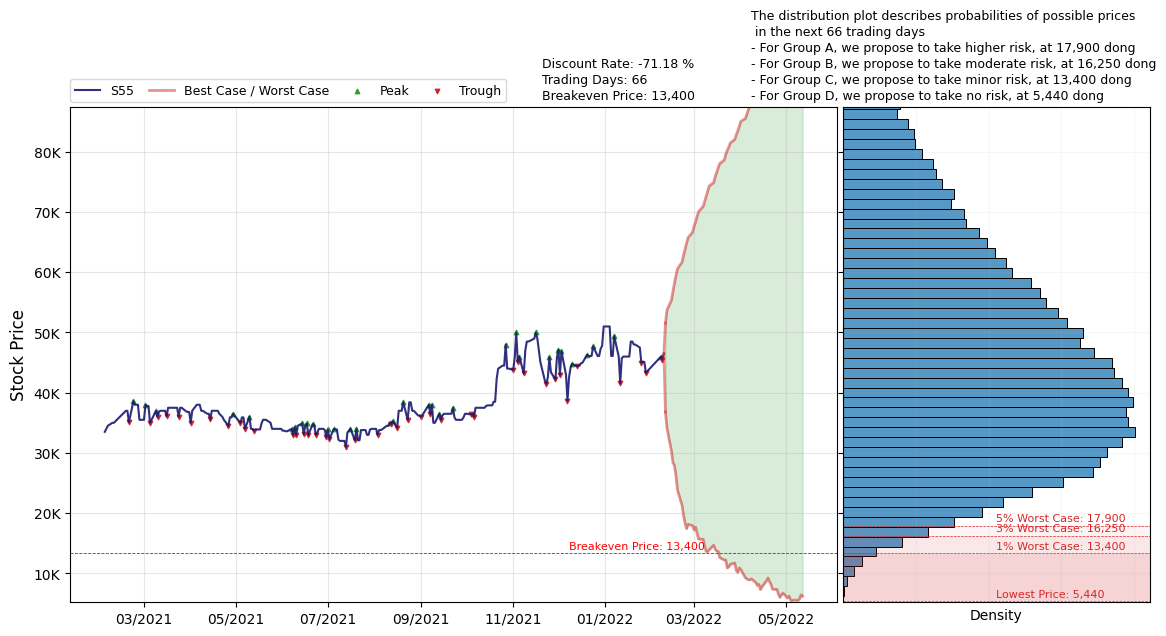 The distribution plot describes probabilities of possible prices
in the next 66 trading days
- For Group A, we propose to take higher risk, at 17,900 dong
- For Group B, we propose to take moderate risk, at 16,250 dong
- For Group C, we propose to take minor risk, at 13,400 dong
- For Group D, we propose to take no risk, at 5,440 dong
Discount Rate: -71.18 %
Trading Days: 66
Breakeven Price: 13,400
S55
Best Case / Worst Case
Peak
Trough
Stock Price
80K
70K
60K
50K
40K
30K
20K
10K
Breakeven Price: 13,400
03/2021
05/2021
07/2021
09/2021
11/2021
01/2022
03/2022
05/2022
5% Worst Case: 17,900
3% Worst Case: 16,250
1% Worst Case: 13,400
Lowest Price: 5,440
Density